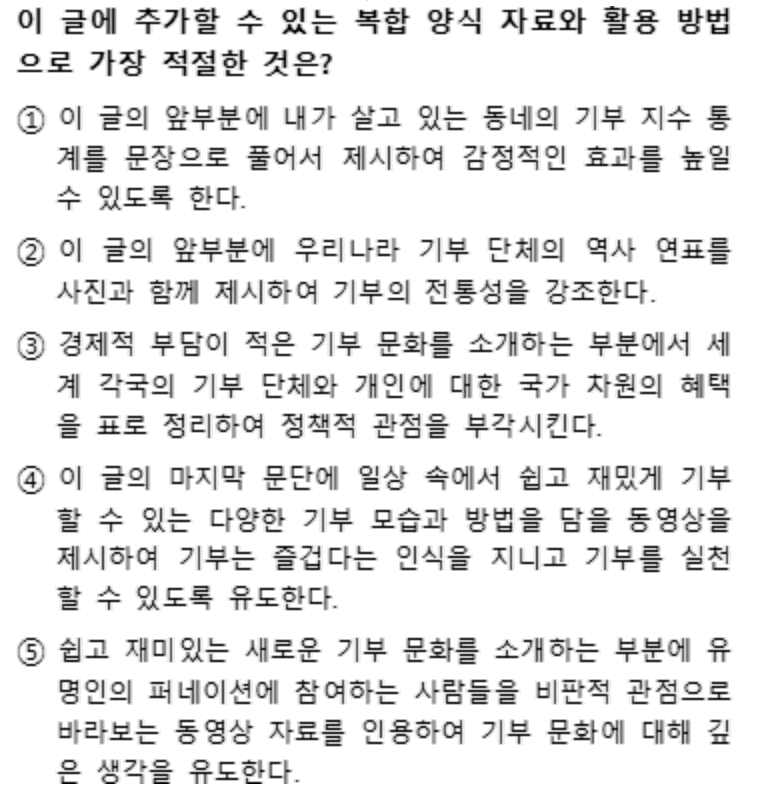 이 글에 추가할 수 있는 복합 양식 자료와 활용 방법
으로 가장 적절한 것은?
① 이 글의 앞부분에 내가 살고 있는 동네의 기부 지수 통
계를 문장으로 풀어서 제시하여 감정적인 효과를 높일
수 있도록 한다.
② 이 글의 앞부분에 우리나라 기부 단체의 역사 연표를
사진과 함께 제시하여 기부의 전통성을 강조한다.
③ 경제적 부담이 적은 기부 문화를 소개하는 부분에서 세
계 각국의 기부 단체와 개인에 대한 국가 차원의 혜택
을 표로 정리하여 정책적 관점을 부각시킨다.
④ 이 글의 마지막 문단에 일상 속에서 쉽고 재밌게 기부
할 수 있는 다양한 기부 모습과 방법을 담을 동영상을
제시하여 기부는 즐겁다는 인식을 지니고 기부를 실천
할 수 있도록 유도한다.
⑤ 쉽고 재미있는 새로운 기부 문화를 소개하는 부분에 유
명인의 퍼네이션에 참여하는 사람들을 비판적 관점으로
바라보는 동영상 자료를 인용하여 기부 문화에 대해 깊
은 생각을 유도한다.